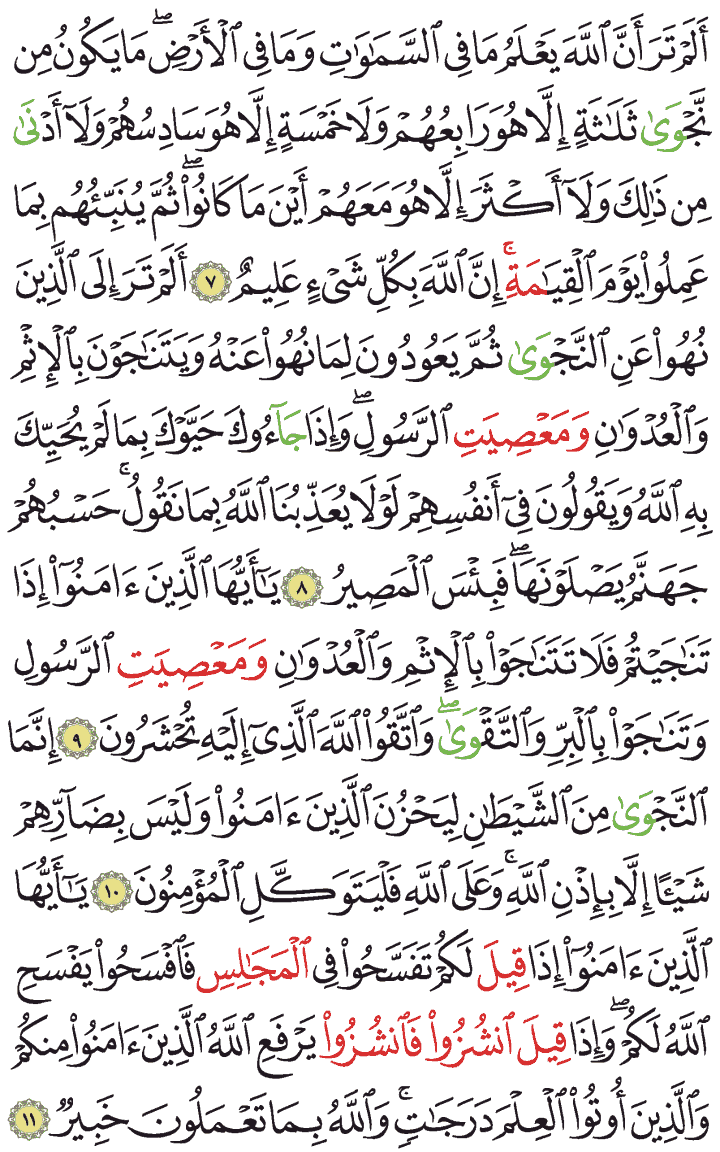 أَلَمْ تَرَ أَنَّ ٱللَّهَ يَعْلَمُ مَا فِى ٱلسَّمَٰوَٰتِ وَمَا فِى ٱلْأَرْضِ ۖ مَا يَكُونُ مِن
نَّجْوَىٰ ثَلَٰثَةٍ إِلَّا هُوَ رَابِعُهُمْ وَلَا خَمْسَةٍ إِلَّا هُوَ سَادِسُهُمْ وَلَآ أَدْنَىٰ
مِن ذَٰلِكَ وَلَآ أَكْثَرَ إِلَّا هُوَ مَعَهُمْ أَيْنَ مَا كَانُوا۟ ۖ ثُمَّ يُنَبِّئُهُم بِمَا
عَمِلُوا۟ يَوْمَ ٱلْقِيَٰمَةِ ۚ إِنَّ ٱللَّهَ بِكُلِّ شَىْءٍ عَلِيمٌ ٧ أَلَمْ تَرَ إِلَى ٱلَّذِينَ
نُهُوا۟ عَنِ ٱلنَّجْوَىٰ ثُمَّ يَعُودُونَ لِمَا نُهُوا۟ عَنْهُ وَيَتَنَٰجَوْنَ بِٱلْإِثْمِ
وَٱلْعُدْوَٰنِ وَمَعْصِيَتِ ٱلرَّسُولِ ۖ وَإِذَا جَآءُوكَ حَيَّوْكَ بِمَا لَمْ يُحَيِّكَ
بِهِ ٱللَّهُ وَيَقُولُونَ فِىٓ أَنفُسِهِمْ لَوْلَا يُعَذِّبُنَا ٱللَّهُ بِمَا نَقُولُ ۚ حَسْبُهُمْ
جَهَنَّمُ يَصْلَوْنَهَا ۖ فَبِئْسَ ٱلْمَصِيرُ ٨ يَٰٓأَيُّهَا ٱلَّذِينَ ءَامَنُوٓا۟ إِذَا
تَنَٰجَيْتُمْ فَلَا تَتَنَٰجَوْا۟ بِٱلْإِثْمِ وَٱلْعُدْوَٰنِ وَمَعْصِيَتِ ٱلرَّسُولِ
وَتَنَٰجَوْا۟ بِٱلْبِرِّ وَٱلتَّقْوَىٰ ۖ وَٱتَّقُوا۟ ٱللَّهَ ٱلَّذِىٓ إِلَيْهِ تُحْشَرُونَ ٩ إِنَّمَا
ٱلنَّجْوَىٰ مِنَ ٱلشَّيْطَٰنِ لِيَحْزُنَ ٱلَّذِينَ ءَامَنُوا۟ وَلَيْسَ بِضَآرِّهِمْ
شَيْـًٔا إِلَّا بِإِذْنِ ٱللَّهِ ۚ وَعَلَى ٱللَّهِ فَلْيَتَوَكَّلِ ٱلْمُؤْمِنُونَ ١٠ يَٰٓأَيُّهَا
ٱلَّذِينَ ءَامَنُوٓا۟ إِذَا قِيلَ لَكُمْ تَفَسَّحُوا۟ فِى ٱلْمَجَٰلِسِ فَٱفْسَحُوا۟ يَفْسَحِ
ٱللَّهُ لَكُمْ ۖ وَإِذَا قِيلَ ٱنشُزُوا۟ فَٱنشُزُوا۟ يَرْفَعِ ٱللَّهُ ٱلَّذِينَ ءَامَنُوا۟ مِنكُمْ
وَٱلَّذِينَ أُوتُوا۟ ٱلْعِلْمَ دَرَجَٰتٍ ۚ وَٱللَّهُ بِمَا تَعْمَلُونَ خَبِيرٌ ١١